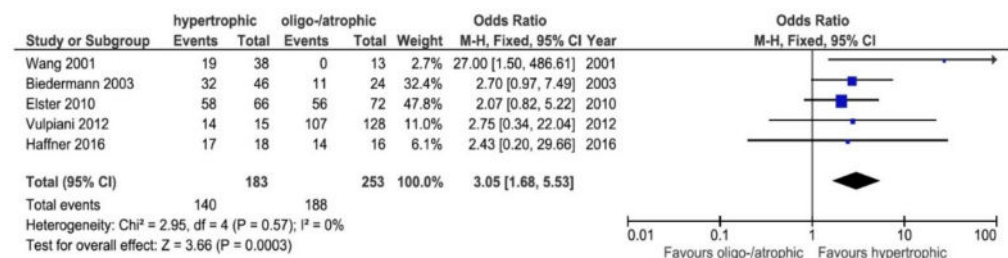 hypertrophic oligo-/atrophic Odds Ratio Odds Ratio
Study or Subgroup Events Total Events Total Weight M-H, Fixed, 95% CI Year M-H, Fixed, 95% CI
Wang 2001 19 38 0 13 2.7% 27.00 [1.50, 486.61] 2001
Biedermann 2003 32 46 11 24 32.4% 2.70 [0.97, 7.49] 2003
Elster 2010 58 66 56 72 47.8% 2.07 [0.82, 5.22] 2010
Vulpiani 2012 14 15 107 128 11.0% 2.75 [0.34, 22.04] 2012
Haffner 2016 17 18 14 16 6.1% 2.43 [0.20, 29.66] 2016
Total (95% CI) 183 253 100.0% 3.05 [1.68, 5.53]
Total events 140 188
Heterogeneity: Chi² = 2.95, df = 4 (P = 0.57); I² = 0%
Test for overall effect: Z = 3.66 (P = 0.0003)
0.01 0.1 1 10 100
Favours oligo-/atrophic Favours hypertrophic